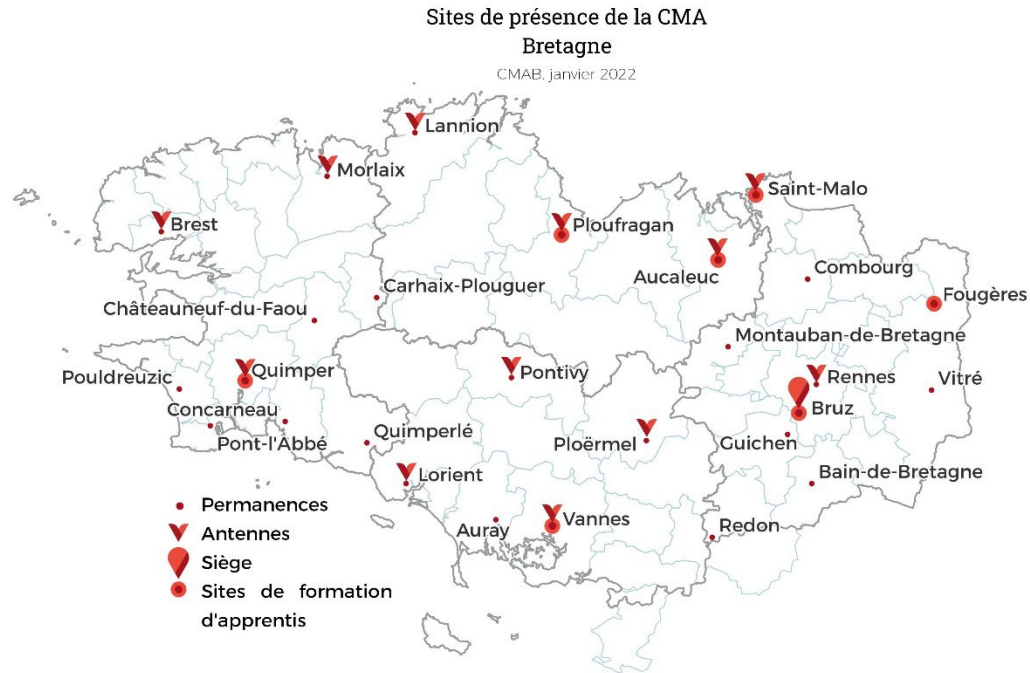 Sites de présence de la CMA
Bretagne
CMAB, janvier 2022
Lannion
Morlaix
Saint-Malo
Brest
Ploufragan
Aucaleuc
Combourg
Carhaix-Plouguer
Fougères
Châteauneuf-du-Faou
Montauban-de-Bretagne
Quimper
Pontivy
Rennes
Pouldreuzic
Vitré
Concarneau
Bruz
Pont-l'Abbé
Quimperlé
Ploërmel
Guichen
Lorient
Bain-de-Bretagne
Auray
Vannes
Redon
Permanences
Antennes
Siège
Sites de formation
d'apprentis